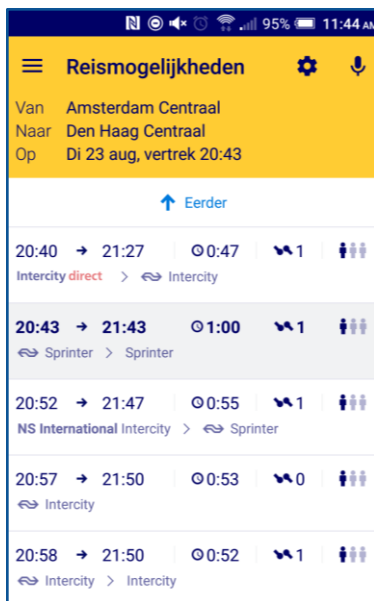 95% 11:44 AM
Reismogelijkheden
Van Amsterdam Centraal
Naar Den Haag Centraal
Op Di 23 aug, vertrek 20:43
Eerder
20:40 → 21:27 0:47 1
Intercity direct > Intercity
20:43 → 21:43 1:00 1
Sprinter > Sprinter
20:52 → 21:47 0:55 1
NS International Intercity > Sprinter
20:57 → 21:50 0:53 0
Intercity
20:58 → 21:50 0:52 1
Intercity > Intercity